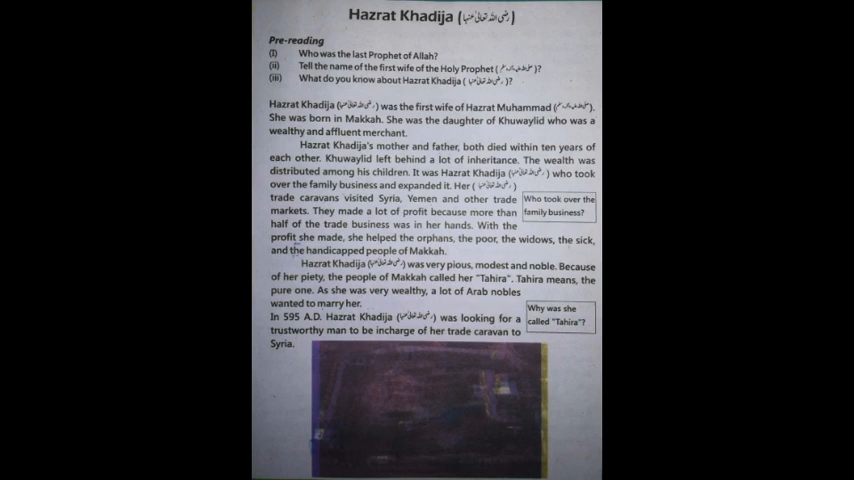 Hazrat Khadija (رضی اللہ تعالیٰ عنہا)
Pre-reading
(I) Who was the last Prophet of Allah?
(ii) Tell the name of the first wife of the Holy Prophet ( )?
(iii) What do you know about Hazrat Khadija (رضی اللہ تعالیٰ عنہا)?
Hazrat Khadija (رضی اللہ تعالیٰ عنہا) was the first wife of Hazrat Muhammad ( ).
She was born in Makkah. She was the daughter of Khuwaylid who was a
wealthy and affluent merchant.
Hazrat Khadija's mother and father, both died within ten years of
each other. Khuwaylid left behind a lot of inheritance. The wealth was
distributed among his children. It was Hazrat Khadija (رضی اللہ تعالیٰ عنہا) who took
over the family business and expanded it. Her (رضی اللہ تعالیٰ عنہا)
trade caravans visited Syria, Yemen and other trade
markets. They made a lot of profit because more than
half of the trade business was in her hands. With the
profit she made, she helped the orphans, the poor, the widows, the sick,
and the handicapped people of Makkah.
Who took over the
family business?
Hazrat Khadija (رضی اللہ تعالیٰ عنہا) was very pious, modest and noble. Because
of her piety, the people of Makkah called her "Tahira". Tahira means, the
pure one. As she was very wealthy, a lot of Arab nobles
wanted to marry her.
Why was she
called "Tahira"?
In 595 A.D. Hazrat Khadija (رضی اللہ تعالیٰ عنہا) was looking for a
trustworthy man to be incharge of her trade caravan to
Syria.